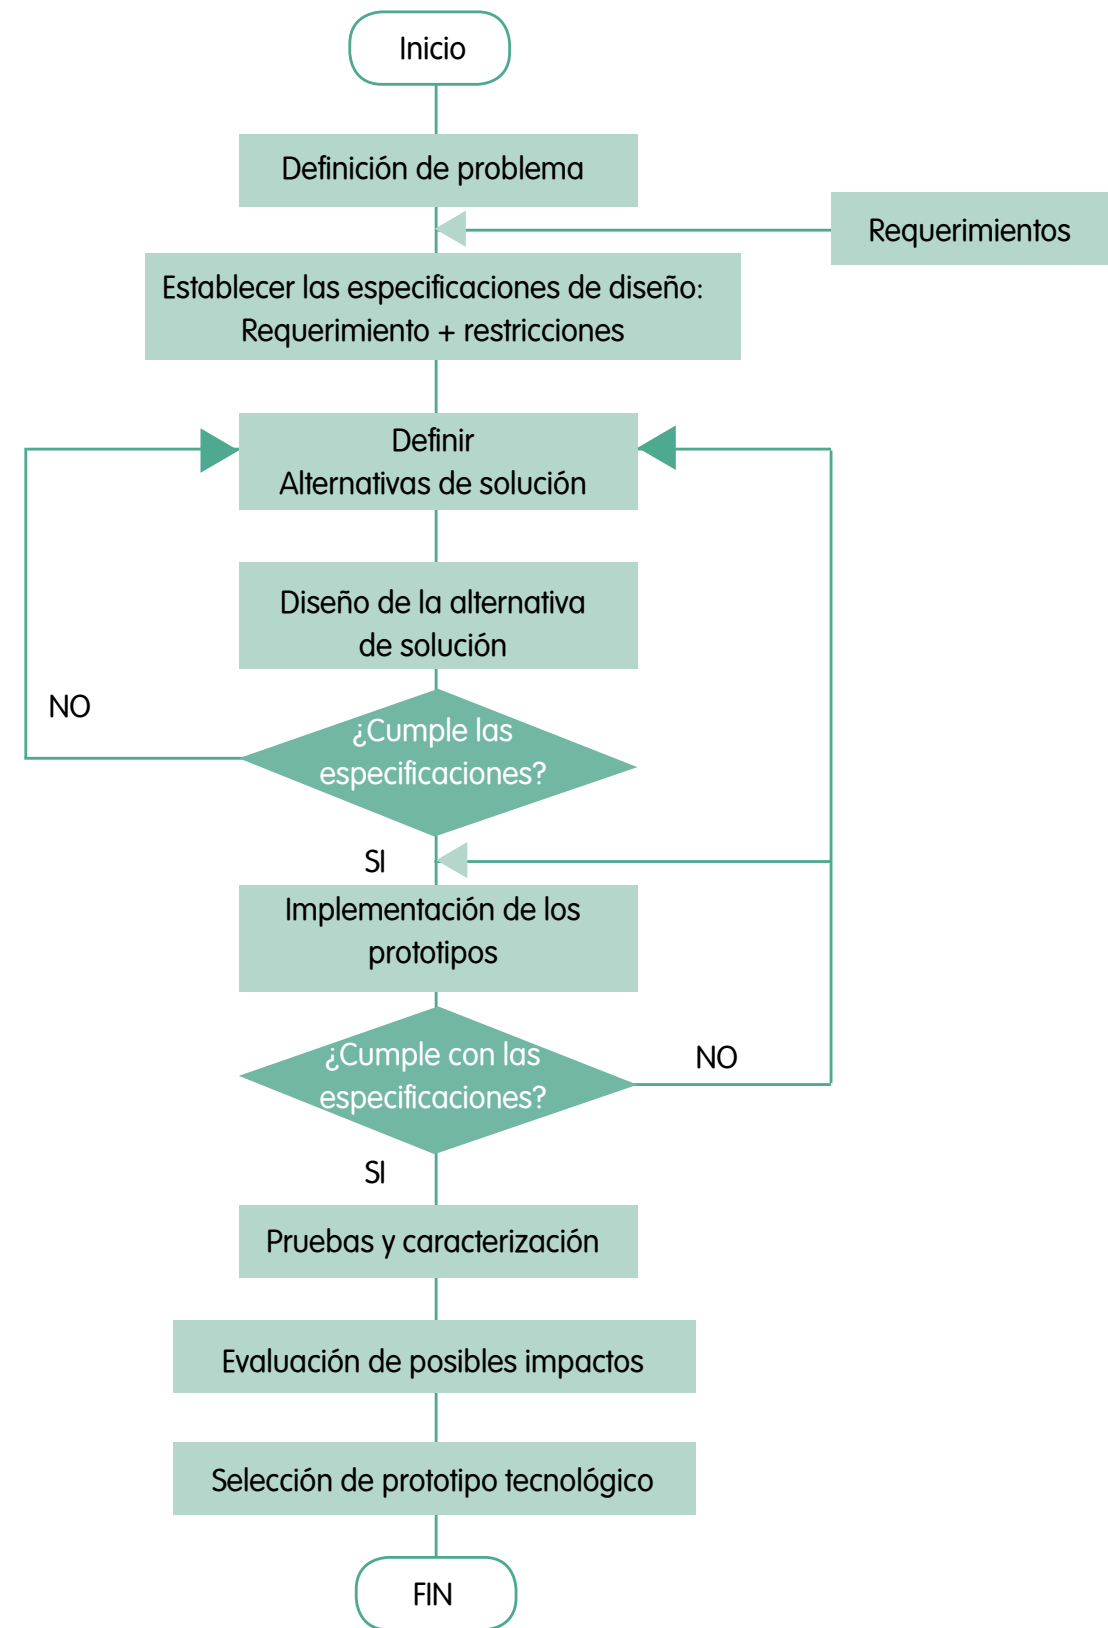 Inicio
Definición de problema
Requerimientos
Establecer las especificaciones de diseño:
Requerimiento + restricciones
Definir
Alternativas de solución
Diseño de la alternativa
de solución
NO
¿Cumple las
especificaciones?
SI
Implementación de los
prototipos
¿Cumple con las
especificaciones?
NO
SI
Pruebas y caracterización
Evaluación de posibles impactos
Selección de prototipo tecnológico
FIN